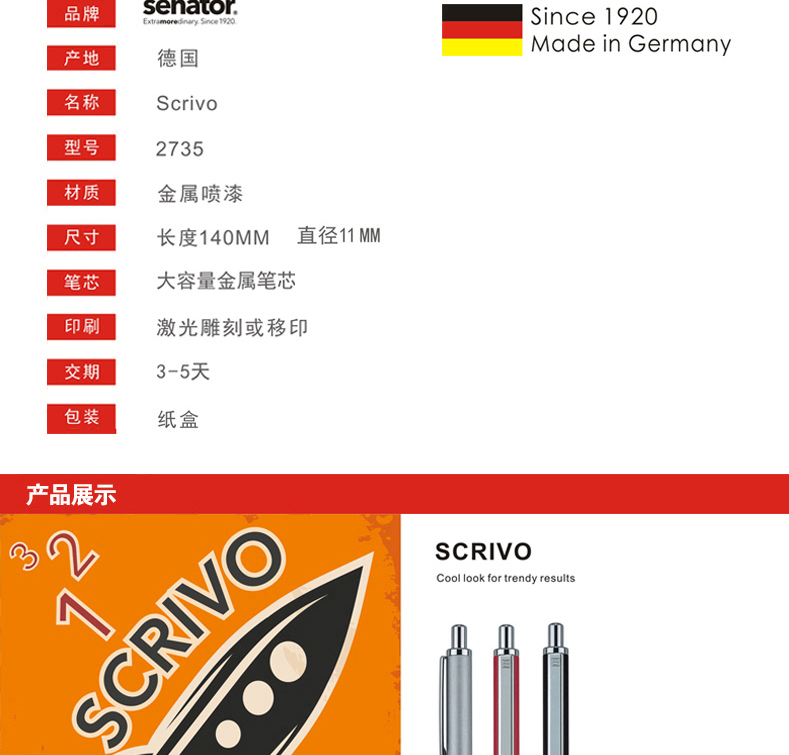 品牌 senator®
Extramoredinary. Since 1920.
Since 1920
Made in Germany
产地 德国
名称 Scrivo
型号 2735
材质 金属喷漆
尺寸 长度140MM 直径11MM
笔芯 大容量金属笔芯
印刷 激光雕刻或移印
交期 3-5天
包装 纸盒
产品展示
3 2 1
SCRIVO
SCRIVO
Cool look for trendy results